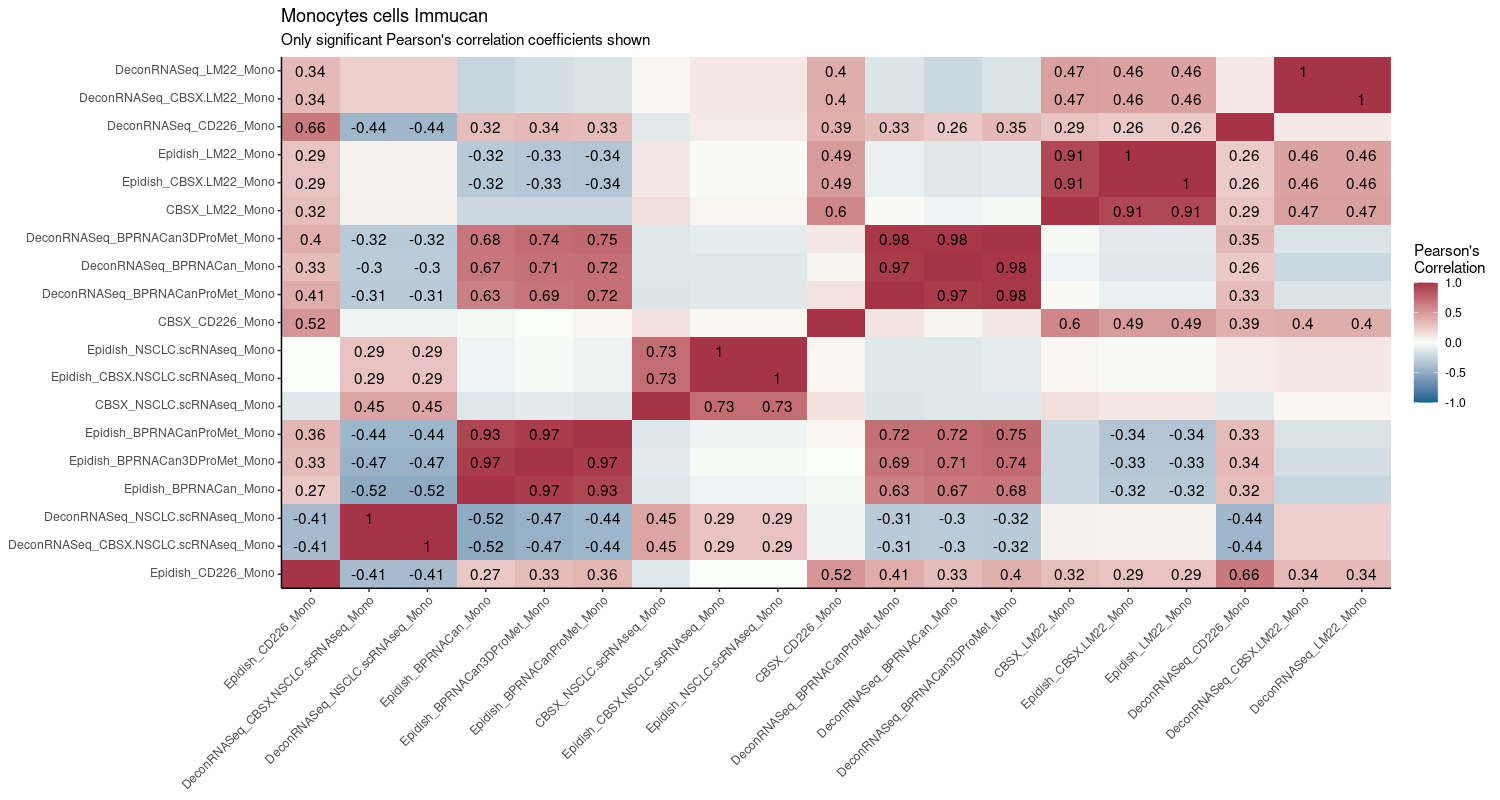 Monocytes cells Immucan
Only significant Pearson's correlation coefficients shown
DeconRNASeq_LM22_Mono 0.34 0.4 0.47 0.46 0.46 1
DeconRNASeq_CBSX.LM22_Mono 0.34 0.4 0.47 0.46 0.46 1
DeconRNASeq_CD226_Mono 0.66 -0.44 -0.44 0.32 0.34 0.33 0.39 0.33 0.26 0.35 0.29 0.26 0.26
Epidish_LM22_Mono 0.29 -0.32 -0.33 -0.34 0.49 0.91 1 0.26 0.46 0.46
Epidish_CBSX.LM22_Mono 0.29 -0.32 -0.33 -0.34 0.49 0.91 1 0.26 0.46 0.46
CBSX_LM22_Mono 0.32 0.6 0.91 0.91 0.29 0.47 0.47
DeconRNASeq_BPRNACan3DProMet_Mono 0.4 -0.32 -0.32 0.68 0.74 0.75 0.98 0.98 0.35
DeconRNASeq_BPRNACan_Mono 0.33 -0.3 -0.3 0.67 0.71 0.72 0.97 0.98 0.26
DeconRNASeq_BPRNACanProMet_Mono 0.41 -0.31 -0.31 0.63 0.69 0.72 0.97 0.98 0.33
CBSX_CD226_Mono 0.52 0.6 0.49 0.49 0.39 0.4 0.4
Epidish_NSCLC.scRNAseq_Mono 0.29 0.29 0.73 1
Epidish_CBSX.NSCLC.scRNAseq_Mono 0.29 0.29 0.73 1
CBSX_NSCLC.scRNAseq_Mono 0.45 0.45 0.73 0.73
Epidish_BPRNACanProMet_Mono 0.36 -0.44 -0.44 0.93 0.97 0.72 0.72 0.75 -0.34 -0.34 0.33
Epidish_BPRNACan3DProMet_Mono 0.33 -0.47 -0.47 0.97 0.97 0.69 0.71 0.74 -0.33 -0.33 0.34
Epidish_BPRNACan_Mono 0.27 -0.52 -0.52 0.97 0.93 0.63 0.67 0.68 -0.32 -0.32 0.32
DeconRNASeq_NSCLC.scRNAseq_Mono -0.41 1 -0.52 -0.47 -0.44 0.45 0.29 0.29 -0.31 -0.3 -0.32 -0.44
DeconRNASeq_CBSX.NSCLC.scRNAseq_Mono -0.41 1 -0.52 -0.47 -0.44 0.45 0.29 0.29 -0.31 -0.3 -0.32 -0.44
Epidish_CD226_Mono -0.41 -0.41 0.27 0.33 0.36 0.52 0.41 0.33 0.4 0.32 0.29 0.29 0.66 0.34 0.34
Epidish_CD226_Mono
DeconRNASeq_CBSX.NSCLC.scRNAseq_Mono
DeconRNASeq_NSCLC.scRNAseq_Mono
Epidish_BPRNACan_Mono
Epidish_BPRNACan3DProMet_Mono
Epidish_BPRNACanProMet_Mono
CBSX_NSCLC.scRNAseq_Mono
Epidish_CBSX.NSCLC.scRNAseq_Mono
Epidish_NSCLC.scRNAseq_Mono
CBSX_CD226_Mono
DeconRNASeq_BPRNACanProMet_Mono
DeconRNASeq_BPRNACan_Mono
DeconRNASeq_BPRNACan3DProMet_Mono
CBSX_LM22_Mono
Epidish_CBSX.LM22_Mono
Epidish_LM22_Mono
DeconRNASeq_CD226_Mono
DeconRNASeq_CBSX.LM22_Mono
DeconRNASeq_LM22_Mono
Pearson's
Correlation
1.0
0.5
0.0
-0.5
-1.0